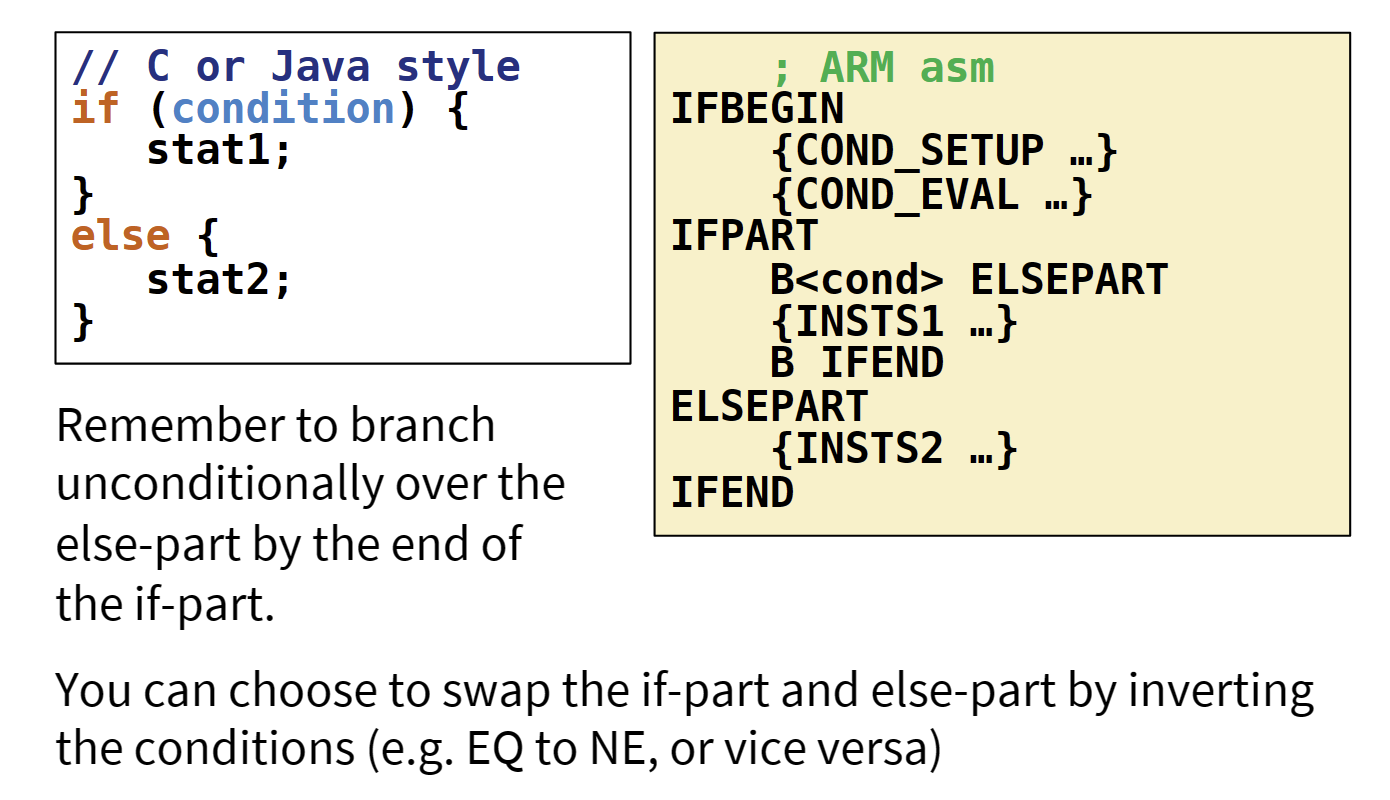 // C or Java style
if (condition) {
   stat1;
}
else {
   stat2;
}
    ; ARM asm
IFBEGIN
    {COND_SETUP …}
    {COND_EVAL …}
IFPART
    B<cond> ELSEPART
    {INSTS1 …}
    B IFEND
ELSEPART
    {INSTS2 …}
IFEND
Remember to branch
unconditionally over the
else-part by the end of
the if-part.
You can choose to swap the if-part and else-part by inverting
the conditions (e.g. EQ to NE, or vice versa)